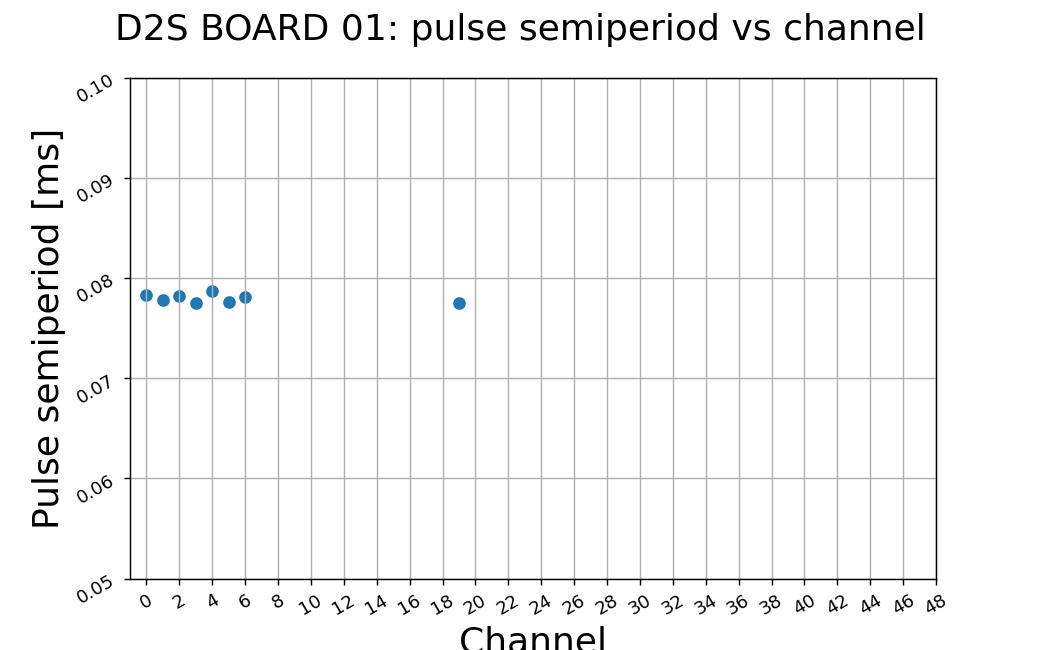 D2S BOARD 01: pulse semiperiod vs channel
Pulse semiperiod [ms]
0.10
0.09
0.08
0.07
0.06
0.05
0 2 4 6 8 10 12 14 16 18 20 22 24 26 28 30 32 34 36 38 40 42 44 46 48
Channel